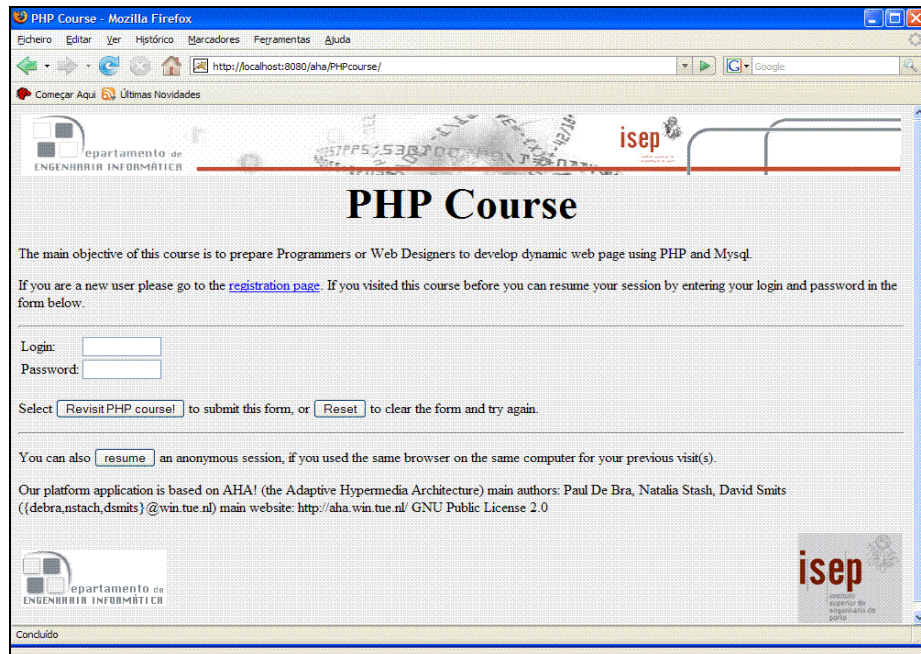 PHP Course - Mozilla Firefox
Ficheiro Editar Ver Histórico Marcadores Ferramentas Ajuda
http://localhost:8080/aha/PHPcourse/ Google
Começar Aqui Últimas Novidades
epartamento de
ENGENHARIA INFORMÁTICA
isep
PHP Course
The main objective of this course is to prepare Programmers or Web Designers to develop dynamic web page using PHP and Mysql.
If you are a new user please go to the registration page. If you visited this course before you can resume your session by entering your login and password in the
form below.
Login:
Password:
Select Revisit PHP course! to submit this form, or Reset to clear the form and try again.
You can also resume an anonymous session, if you used the same browser on the same computer for your previous visit(s).
Our platform application is based on AHA! (the Adaptive Hypermedia Architecture) main authors: Paul De Bra, Natalia Stash, David Smits
({debra,nstach,dsmits}@win.tue.nl) main website: http://aha.win.tue.nl/ GNU Public License 2.0
epartamento de
ENGENHARIA INFORMÁTICA
isep
instituto
superior de
engenharia do
porto
Concluído